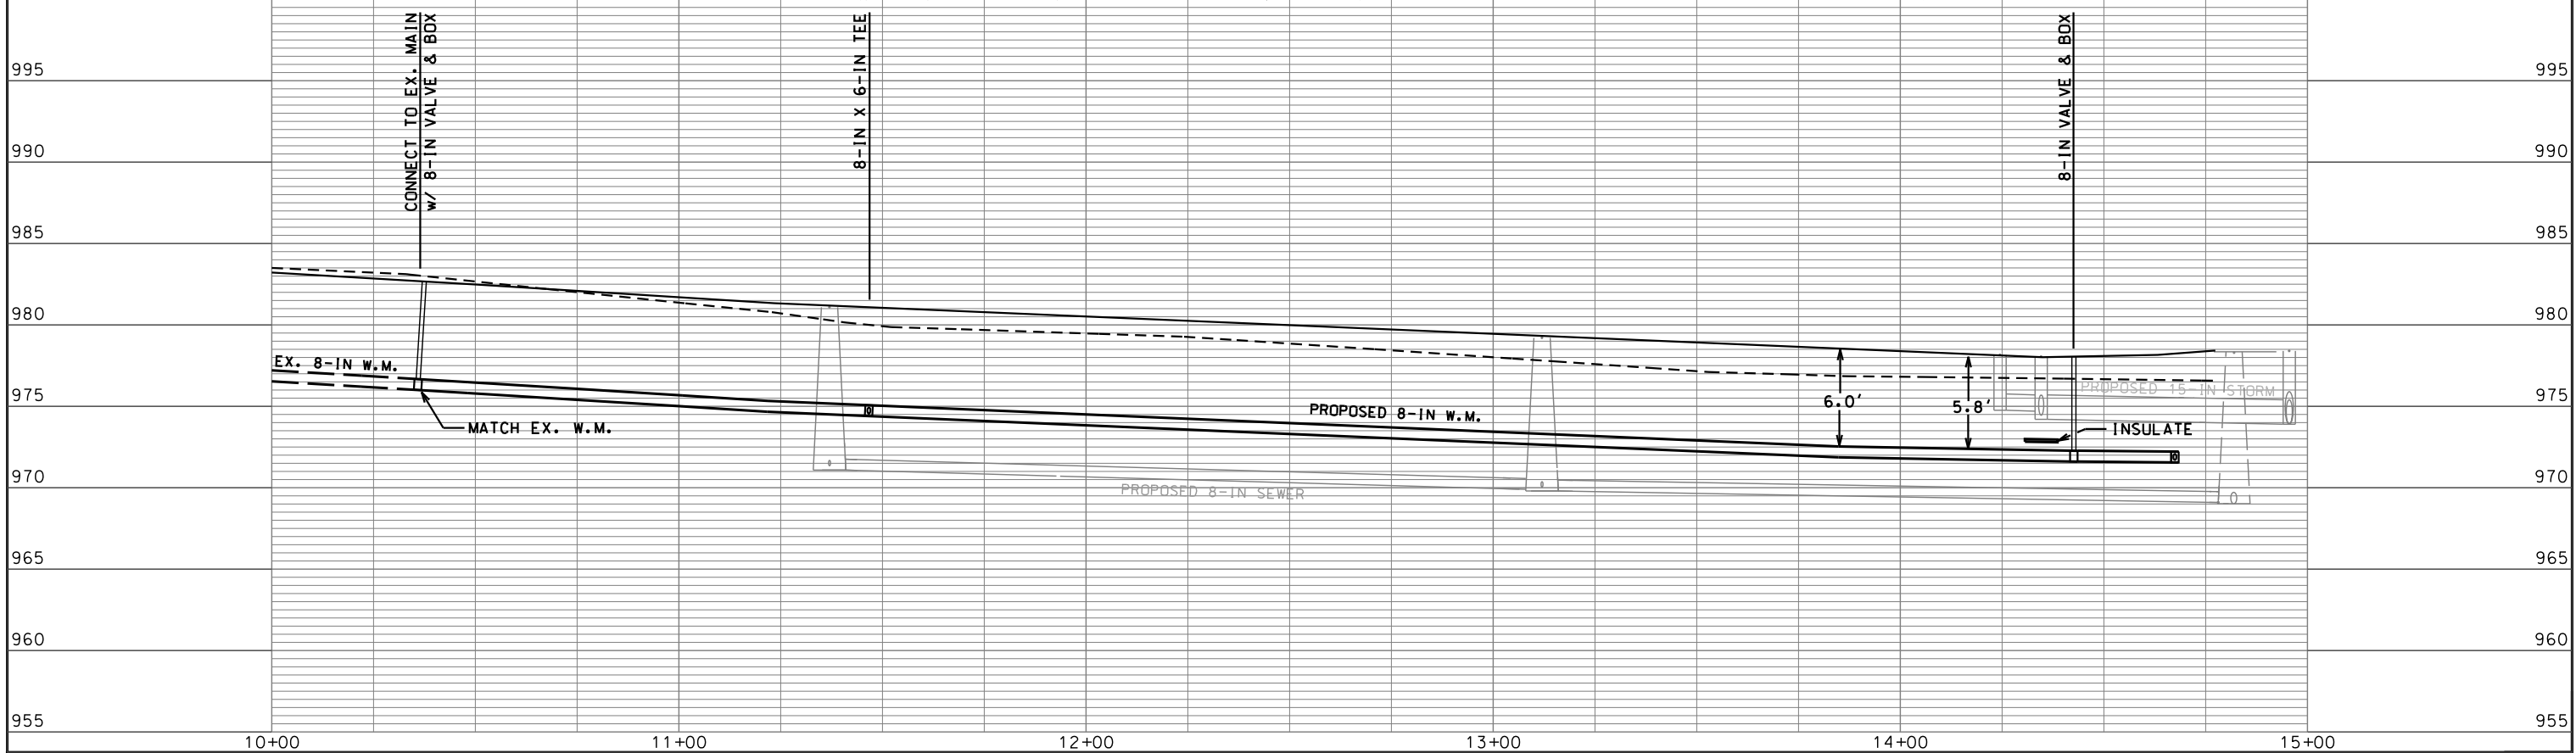 CONNECT TO EX. MAIN
W/ 8-IN VALVE & BOX
8-IN X 6-IN TEE
8-IN VALVE & BOX
995
995
990
990
985
985
980
980
EX. 8-IN W.M.
975
975
MATCH EX. W.M.
PROPOSED 8-IN W.M.
6.0'
5.8'
PROPOSED 15-IN STORM
INSULATE
970
970
PROPOSED 8-IN SEWER
965
965
960
960
955
955
10+00
11+00
12+00
13+00
14+00
15+00